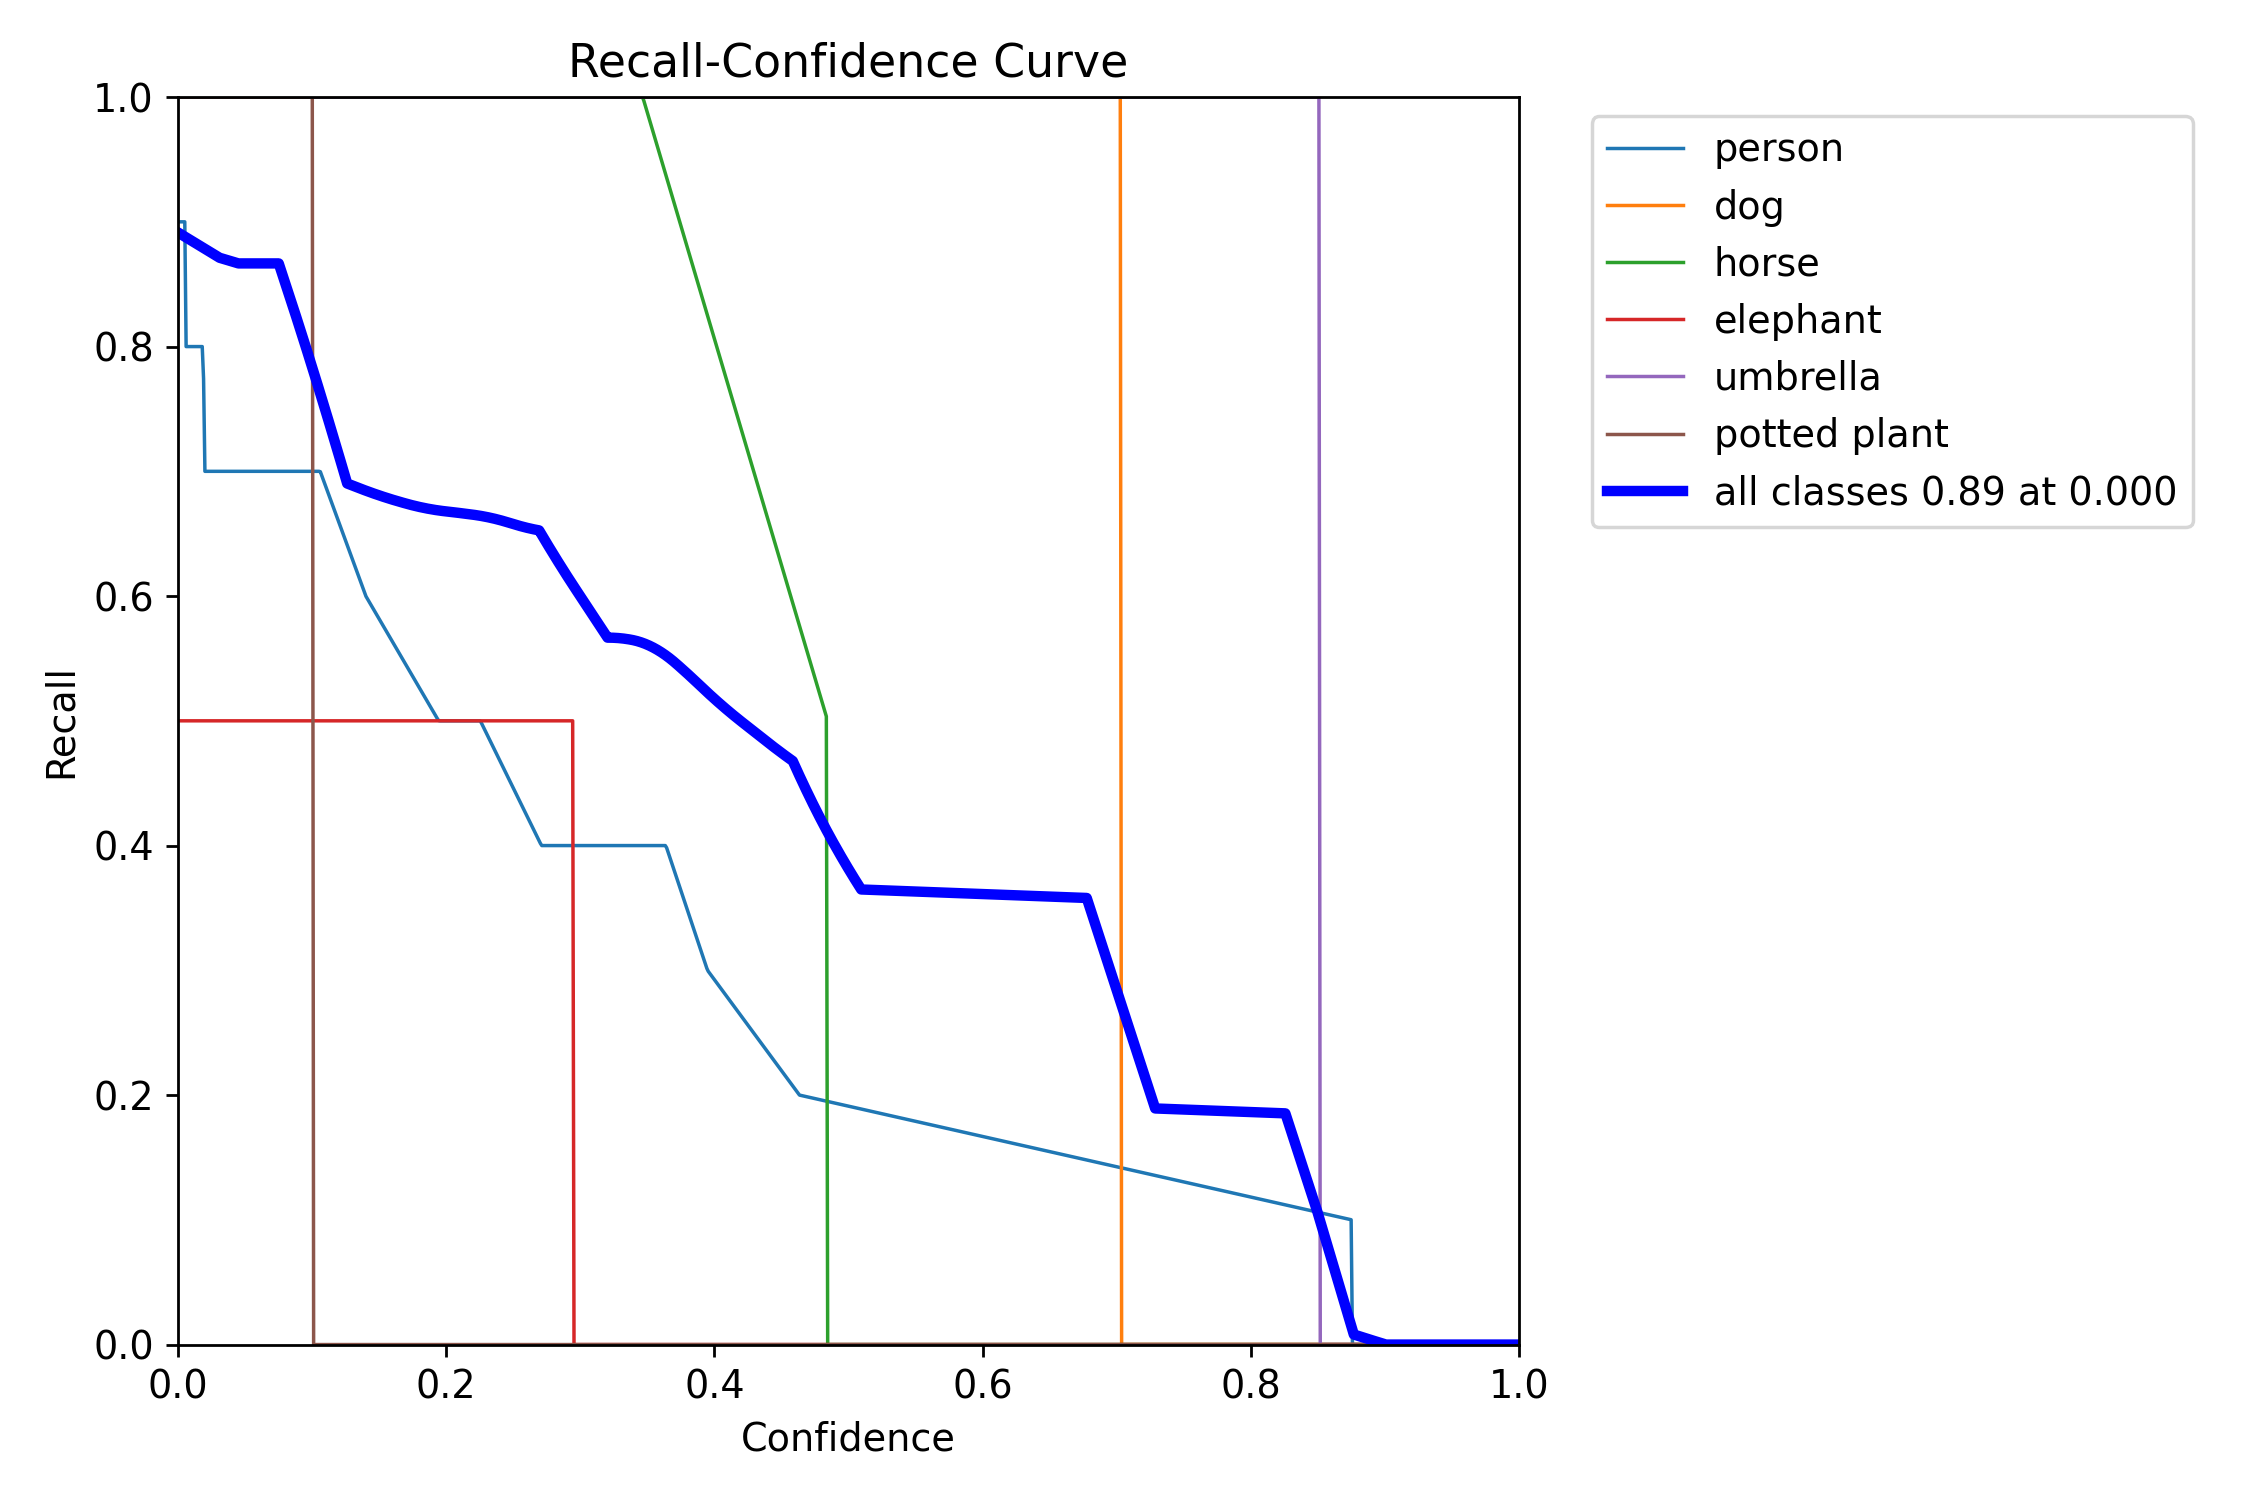 Recall-Confidence Curve
1.0
0.8
0.6
0.4
0.2
0.0
Recall
0.0 0.2 0.4 0.6 0.8 1.0
Confidence
person
dog
horse
elephant
umbrella
potted plant
all classes 0.89 at 0.000